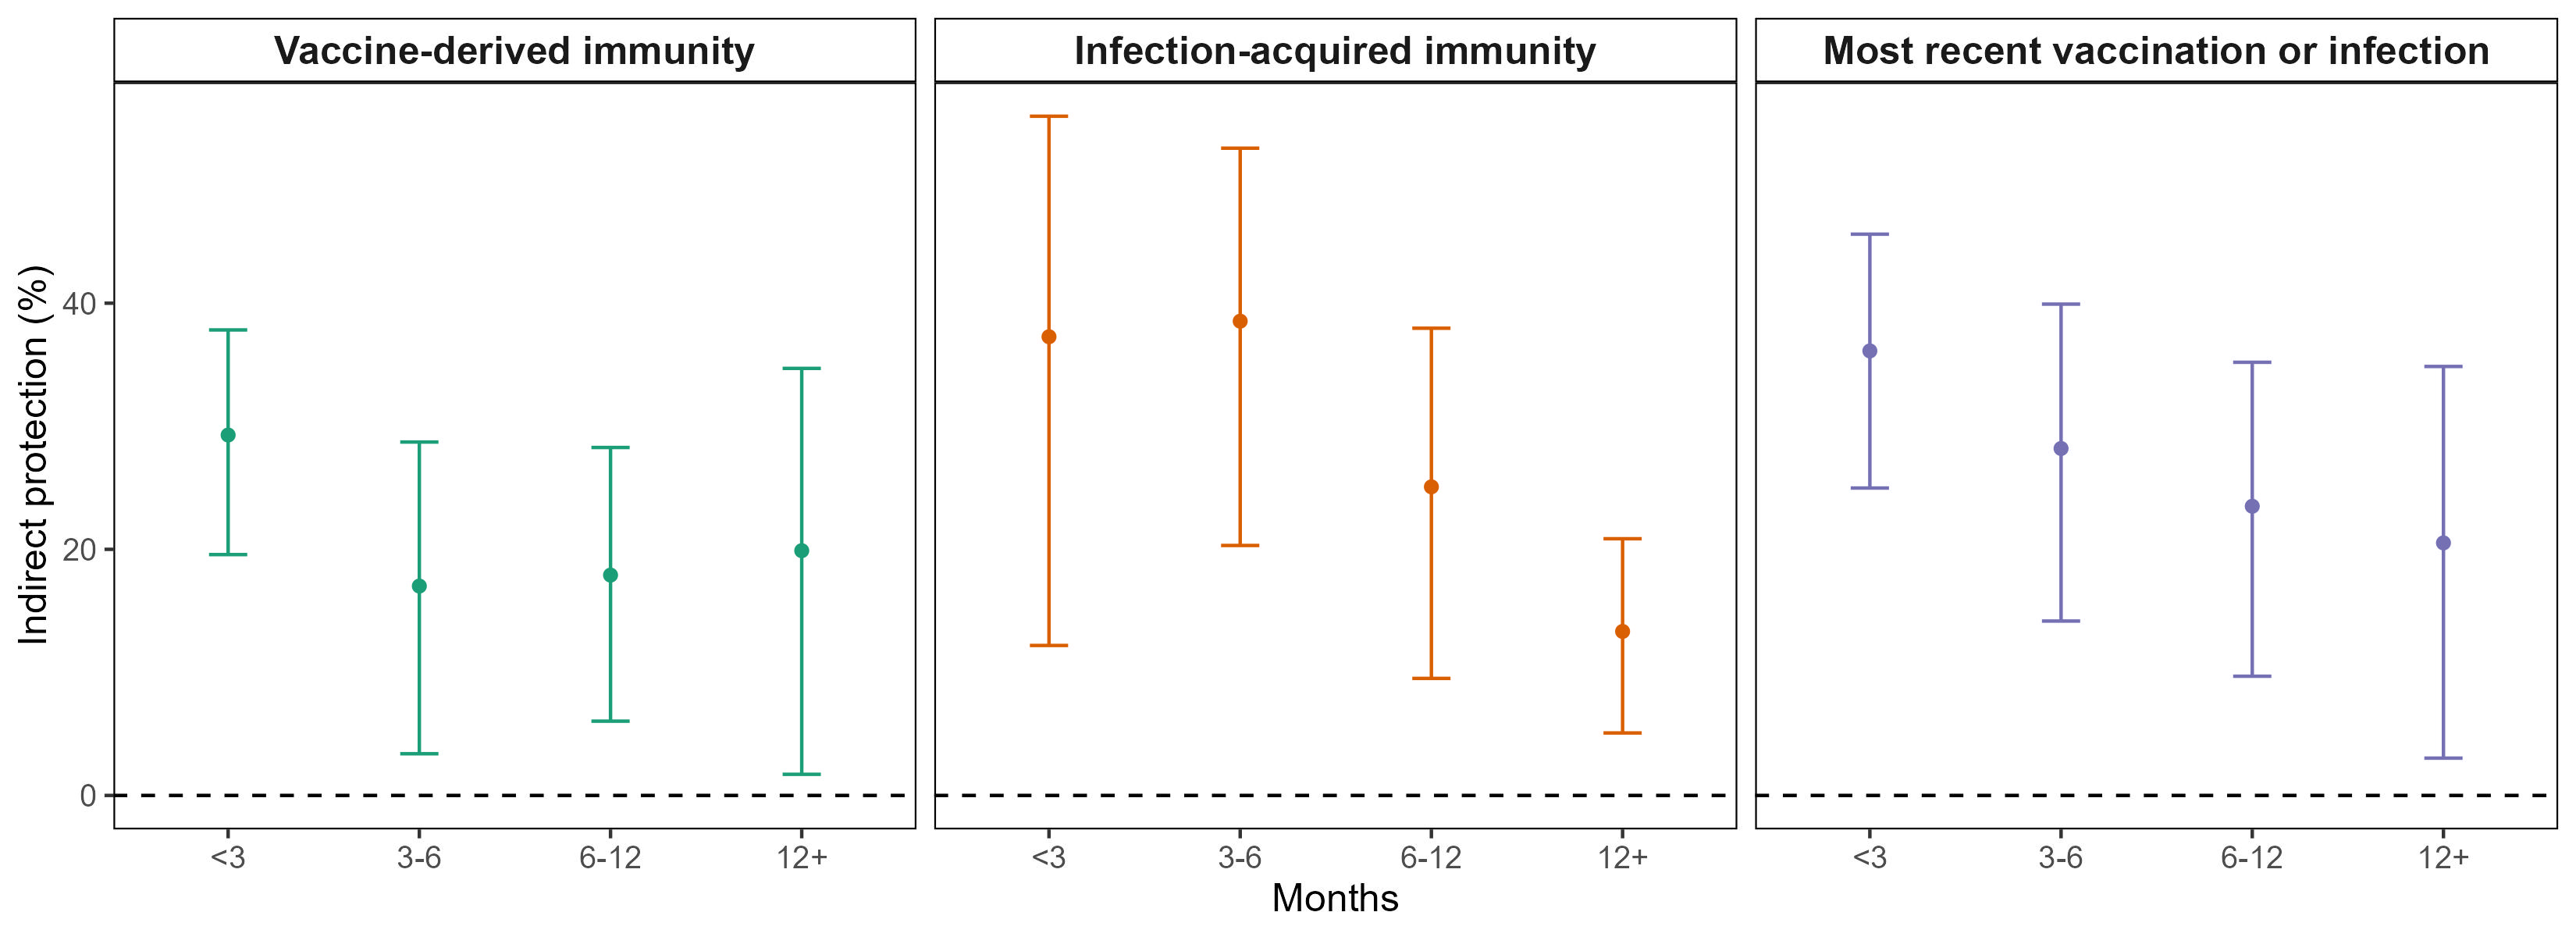 Vaccine-derived immunity
Infection-acquired immunity
Most recent vaccination or infection
Indirect protection (%)
40
20
0
<3 3-6 6-12 12+
<3 3-6 6-12 12+
<3 3-6 6-12 12+
Months